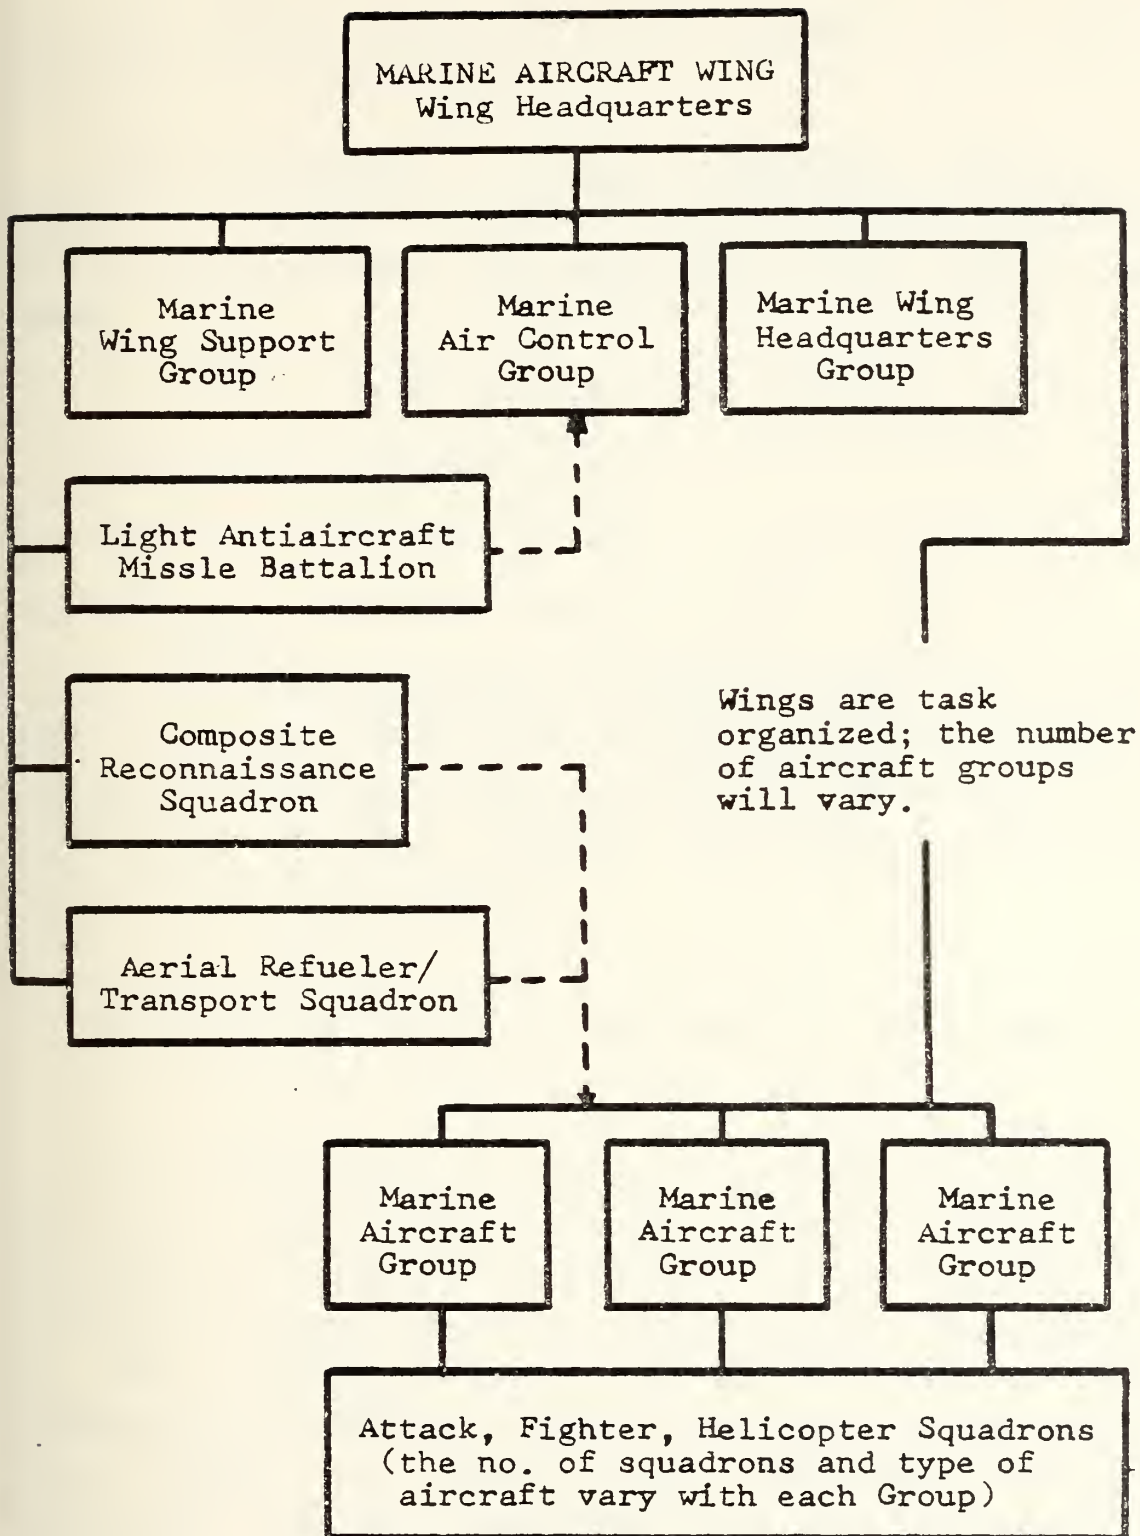 MARINE AIRCRAFT WING
Wing Headquarters
Marine
Wing Support
Group
Marine
Air Control
Group
Marine Wing
Headquarters
Group
Light Antiaircraft
Missle Battalion
Composite
Reconnaissance
Squadron
Wings are task
organized; the number
of aircraft groups
will vary.
Aerial Refueler/
Transport Squadron
Marine
Aircraft
Group
Marine
Aircraft
Group
Marine
Aircraft
Group
Attack, Fighter, Helicopter Squadrons
(the no. of squadrons and type of
aircraft vary with each Group)